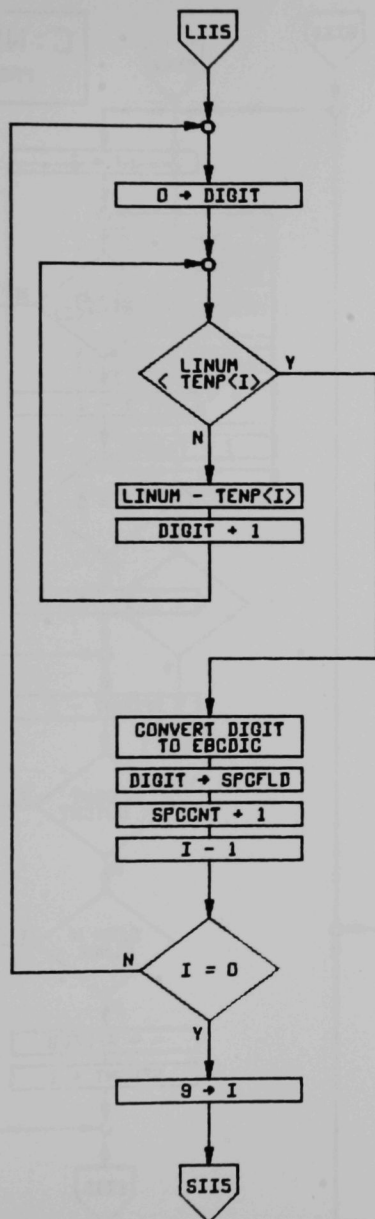 LIIS
0 → DIGIT
LINUM
< TENP<I>
Y
N
LINUM - TENP<I>
DIGIT + 1
CONVERT DIGIT
TO EBCDIC
DIGIT → SPCFLD
SPCCNT + 1
I - 1
N
I = 0
Y
9 → I
SIIS